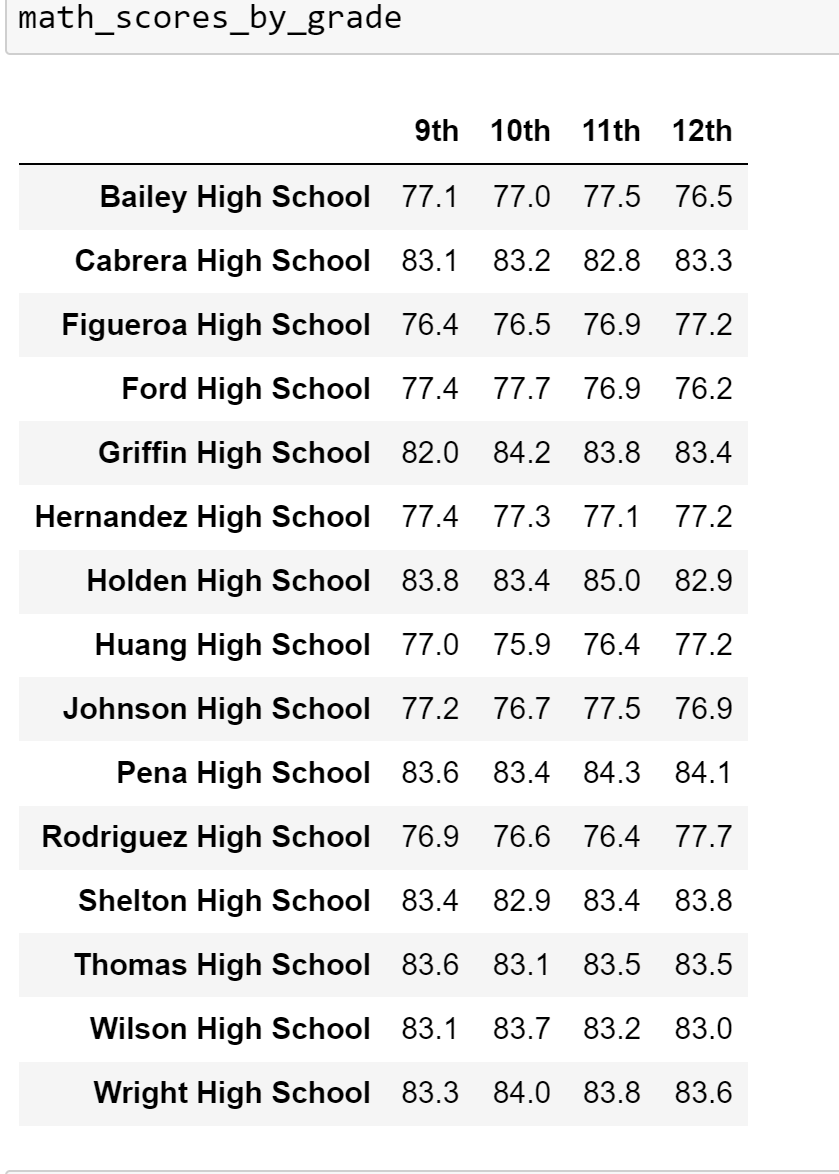 math_scores_by_grade
9th 10th 11th 12th
Bailey High School 77.1 77.0 77.5 76.5
Cabrera High School 83.1 83.2 82.8 83.3
Figueroa High School 76.4 76.5 76.9 77.2
Ford High School 77.4 77.7 76.9 76.2
Griffin High School 82.0 84.2 83.8 83.4
Hernandez High School 77.4 77.3 77.1 77.2
Holden High School 83.8 83.4 85.0 82.9
Huang High School 77.0 75.9 76.4 77.2
Johnson High School 77.2 76.7 77.5 76.9
Pena High School 83.6 83.4 84.3 84.1
Rodriguez High School 76.9 76.6 76.4 77.7
Shelton High School 83.4 82.9 83.4 83.8
Thomas High School 83.6 83.1 83.5 83.5
Wilson High School 83.1 83.7 83.2 83.0
Wright High School 83.3 84.0 83.8 83.6